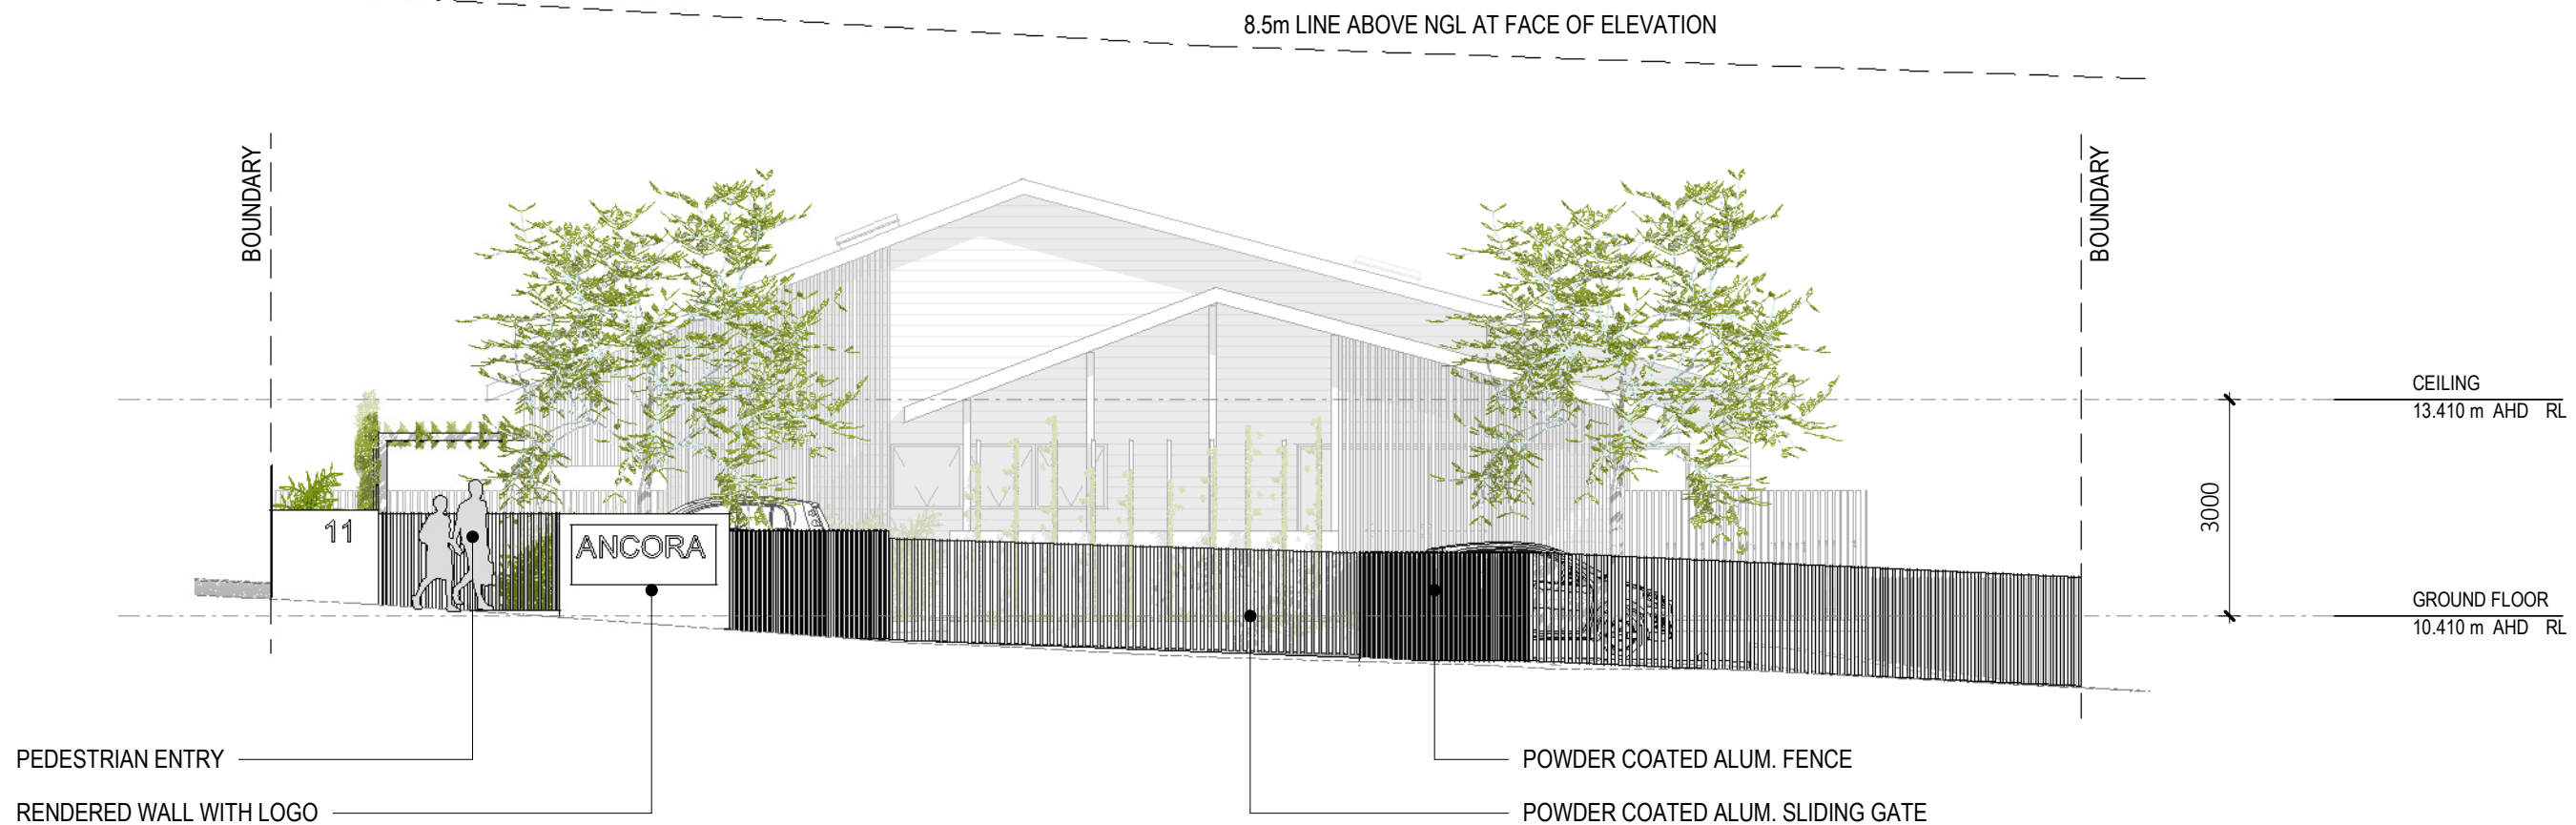 8.5m LINE ABOVE NGL AT FACE OF ELEVATION
BOUNDARY
BOUNDARY
CEILING
13.410 m AHD RL
3000
11
ANCORA
GROUND FLOOR
10.410 m AHD RL
PEDESTRIAN ENTRY
POWDER COATED ALUM. FENCE
RENDERED WALL WITH LOGO
POWDER COATED ALUM. SLIDING GATE